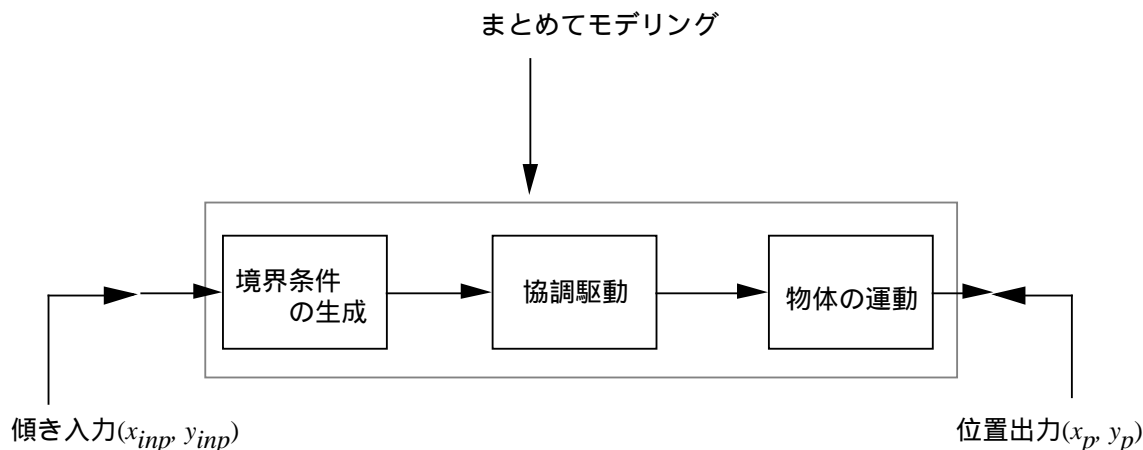 まとめてモデリング
境界条件
の生成
協調駆動
物体の運動
傾き入力(x_inp, y_inp)
位置出力(x_p, y_p)